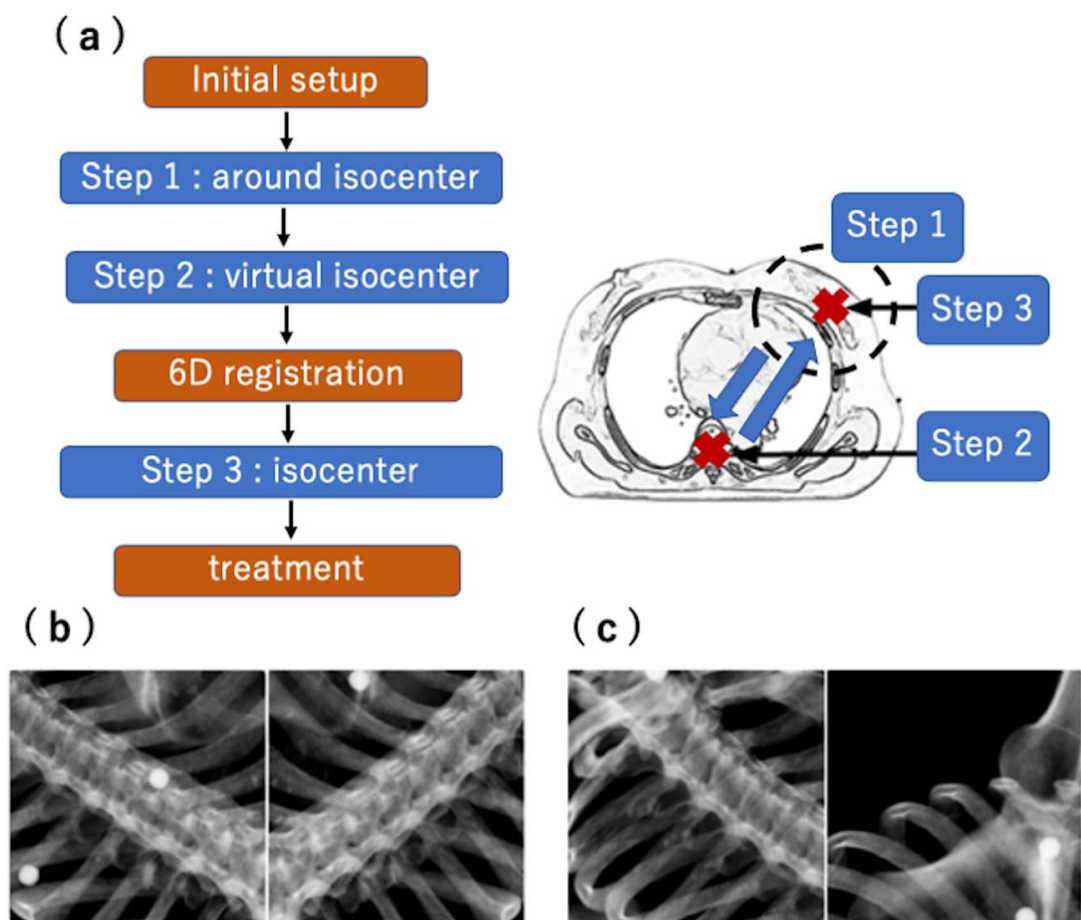 (a)
Initial setup
Step 1 : around isocenter
Step 2 : virtual isocenter
6D registration
Step 3 : isocenter
treatment
Step 1
Step 3
Step 2
(b)
(c)